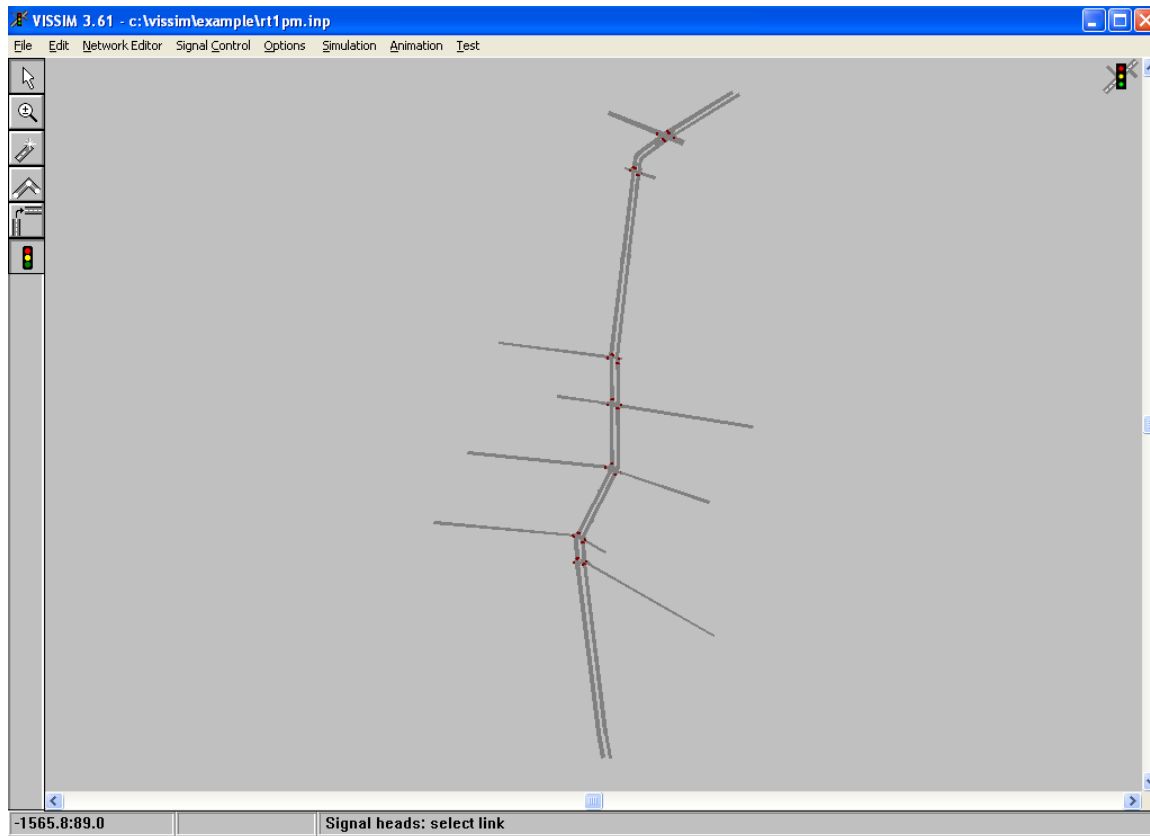 VISSIM 3.61 - c:\vissim\example\rt1pm.inp
File Edit Network Editor Signal Control Options Simulation Animation Test
-1565.8:89.0 Signal heads: select link